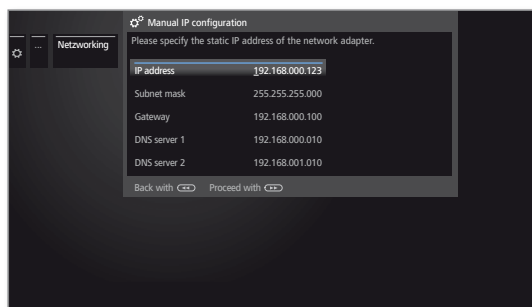 Manual IP configuration
... Netzworking
Please specify the static IP address of the network adapter.
IP address 192.168.000.123
Subnet mask 255.255.255.000
Gateway 192.168.000.100
DNS server 1 192.168.000.010
DNS server 2 192.168.001.010
Back with Proceed with